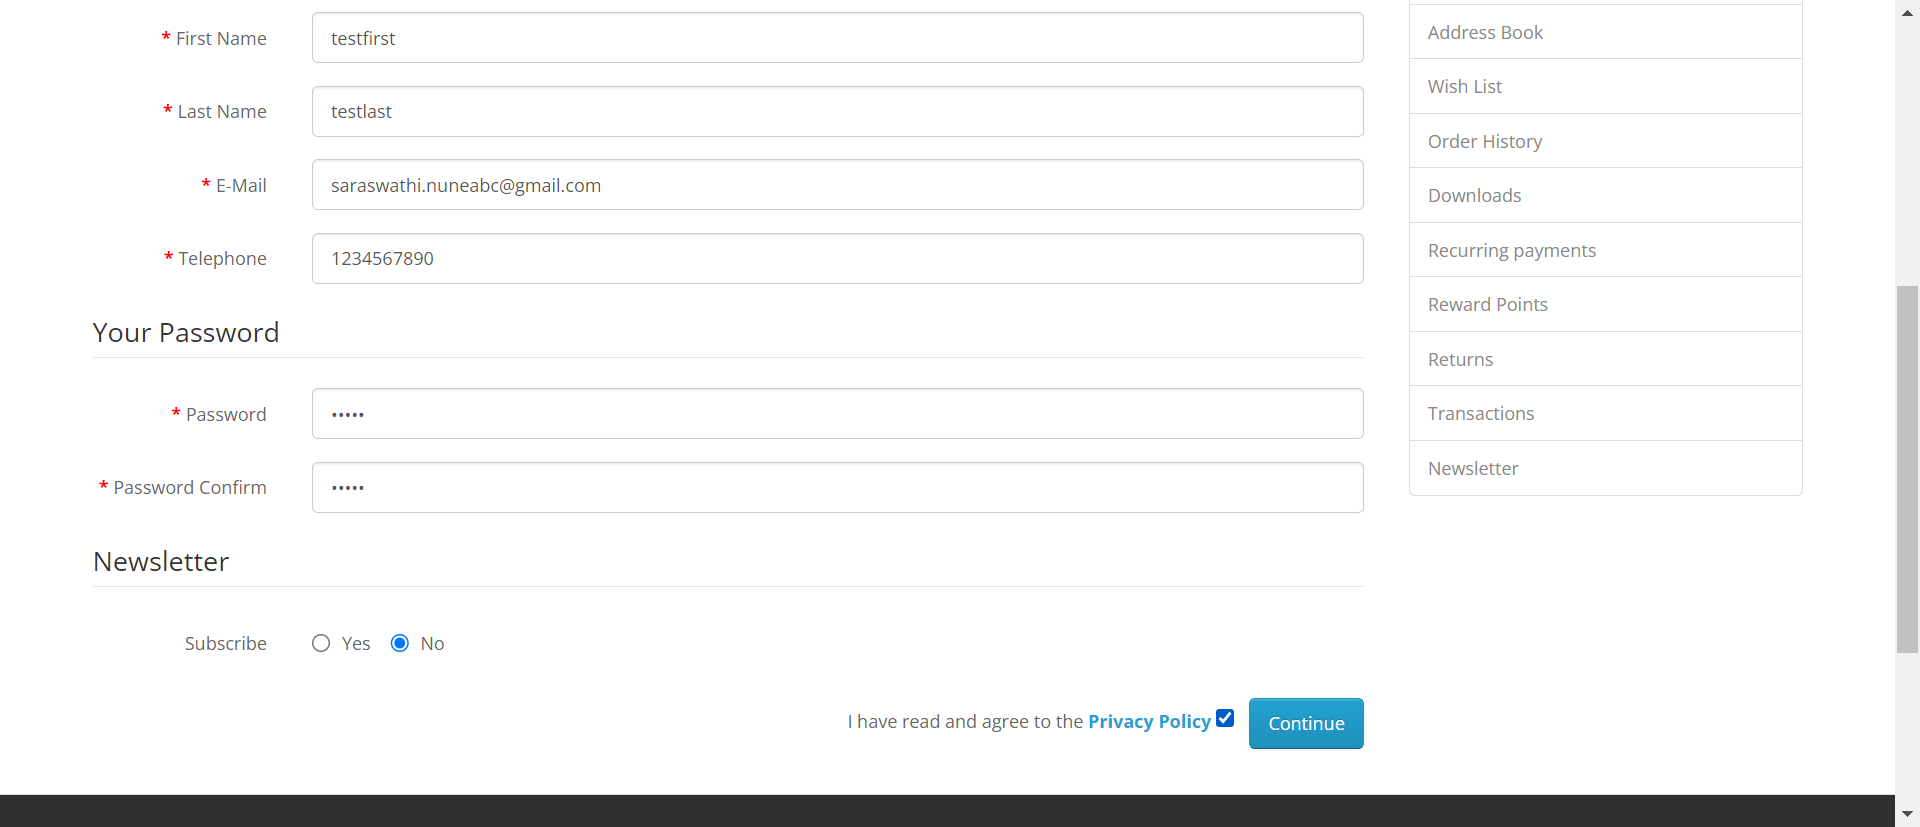 * First Name
testfirst
* Last Name
testlast
* E-Mail
saraswathi.nuneabc@gmail.com
* Telephone
1234567890
Your Password
* Password
•••••
* Password Confirm
•••••
Newsletter
Subscribe
Yes
No
I have read and agree to the Privacy Policy
Continue
Address Book
Wish List
Order History
Downloads
Recurring payments
Reward Points
Returns
Transactions
Newsletter